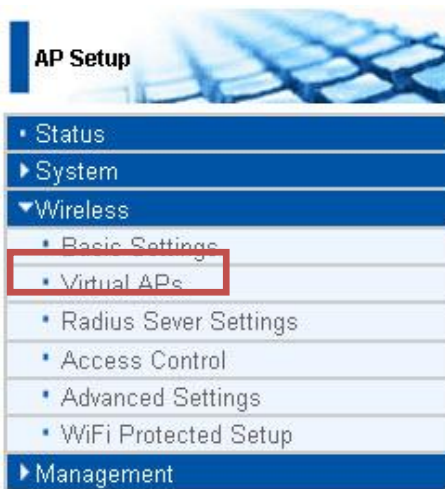 AP Setup
Status
System
Wireless
Basic Settings
Virtual APs
Radius Sever Settings
Access Control
Advanced Settings
WiFi Protected Setup
Management